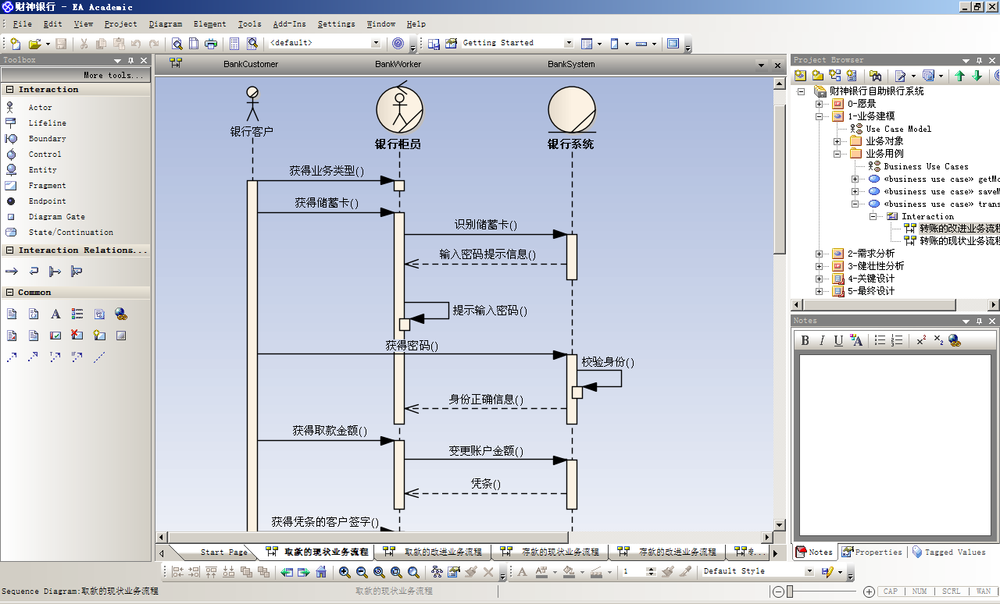 财神银行 - EA Academic
File Edit View Project Diagram Element Tools Add-Ins Settings Window Help
<default>
Getting Started
Toolbox
More tools...
Interaction
Actor
Lifeline
Boundary
Control
Entity
Fragment
Endpoint
Diagram Gate
State/Continuation
Interaction Relations...
Common
BankCustomer BankWorker BankSystem
银行客户
银行柜员
银行系统
获得业务类型()
获得储蓄卡()
识别储蓄卡()
输入密码提示信息()
提示输入密码()
获得密码()
校验身份()
身份正确信息()
获得取款金额()
变更账户金额()
凭条()
获得凭条的客户签字()
Start Page 取款的现状业务流程 取款的改进业务流程 存款的现状业务流程 存款的改进业务流程
Project Browser
财神银行自助银行系统
0-愿景
1-业务建模
Use Case Model
业务对象
业务用例
Business Use Cases
«business use case» getMo
«business use case» saveM
«business use case» trans
Interaction
转账的改进业务流程
转账的现状业务流程
2-需求分析
3-健壮性分析
4-关键设计
5-最终设计
Notes
B I U A
Notes Properties Tagged Values
1 Default Style
Sequence Diagram:取款的现状业务流程 取款的现状业务流程
CAP NUM SCRL WAN